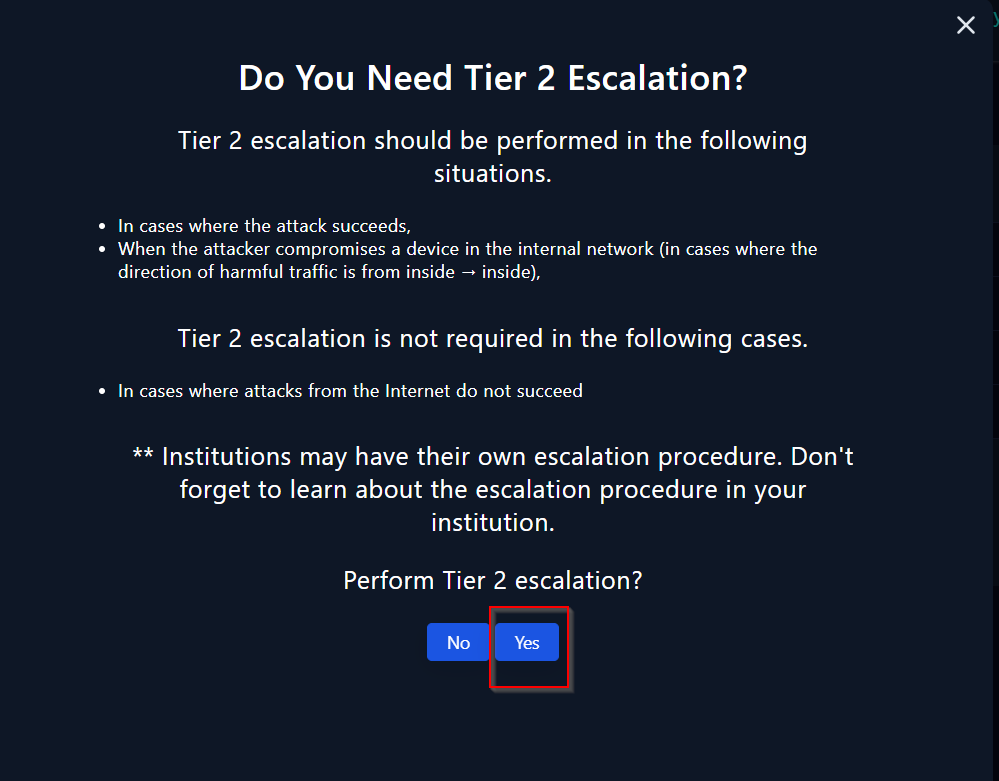 Do You Need Tier 2 Escalation?
Tier 2 escalation should be performed in the following
situations.
• In cases where the attack succeeds,
• When the attacker compromises a device in the internal network (in cases where the
direction of harmful traffic is from inside → inside),
Tier 2 escalation is not required in the following cases.
• In cases where attacks from the Internet do not succeed
** Institutions may have their own escalation procedure. Don't
forget to learn about the escalation procedure in your
institution.
Perform Tier 2 escalation?
No Yes